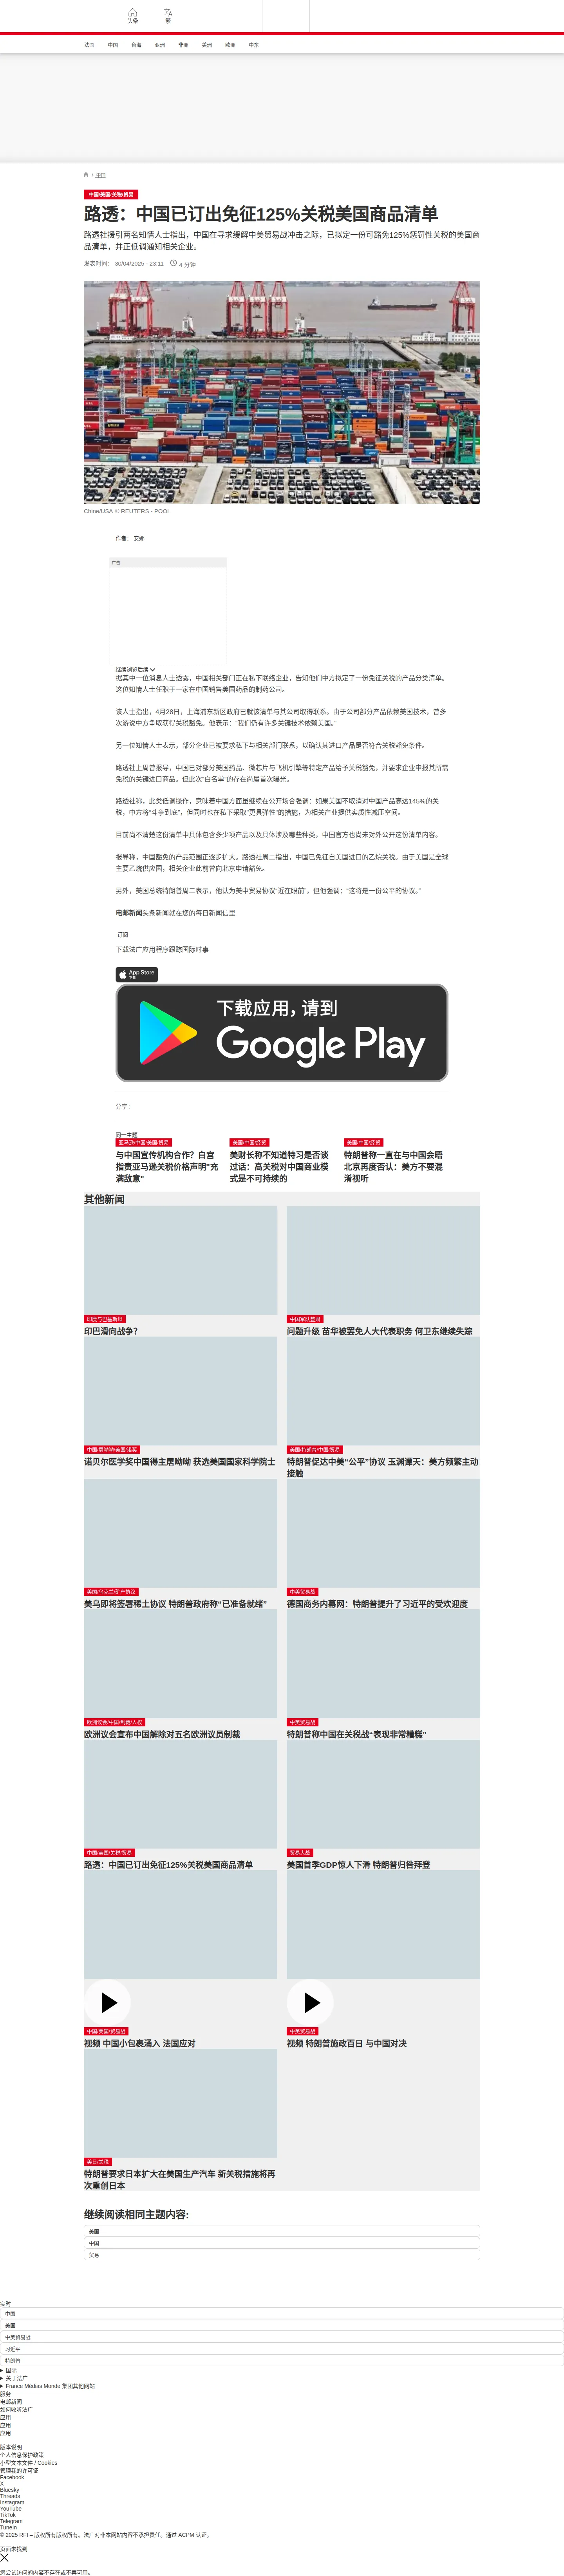 头条
繁
法国
中国
台海
亚洲
非洲
美洲
欧洲
中东
/ 中国
中国/美国/关税/贸易
路透：中国已订出免征125%关税美国商品清单
路透社援引两名知情人士指出，中国在寻求缓解中美贸易战冲击之际，已拟定一份可豁免125%惩罚性关税的美国商
品清单，并正低调通知相关企业。
发表时间： 30/04/2025 - 23:11
4 分钟
Chine/USA © REUTERS - POOL
作者： 安娜
广告
继续浏览后续
据其中一位消息人士透露，中国相关部门正在私下联络企业，告知他们中方拟定了一份免征关税的产品分类清单。
这位知情人士任职于一家在中国销售美国药品的制药公司。
该人士指出，4月28日，上海浦东新区政府已就该清单与其公司取得联系。由于公司部分产品依赖美国技术，曾多
次游说中方争取获得关税豁免。他表示：“我们仍有许多关键技术依赖美国。”
另一位知情人士表示，部分企业已被要求私下与相关部门联系，以确认其进口产品是否符合关税豁免条件。
路透社上周曾报导，中国已对部分美国药品、微芯片与飞机引擎等特定产品给予关税豁免，并要求企业申报其所需
免税的关键进口商品。但此次“白名单”的存在尚属首次曝光。
路透社称，此类低调操作，意味着中国方面虽继续在公开场合强调：如果美国不取消对中国产品高达145%的关
税，中方将“斗争到底”，但同时也在私下采取“更具弹性”的措施，为相关产业提供实质性减压空间。
目前尚不清楚这份清单中具体包含多少项产品以及具体涉及哪些种类，中国官方也尚未对外公开这份清单内容。
报导称，中国豁免的产品范围正逐步扩大。路透社周二指出，中国已免征自美国进口的乙烷关税。由于美国是全球
主要乙烷供应国，相关企业此前曾向北京申请豁免。
另外，美国总统特朗普周二表示，他认为美中贸易协议“近在眼前”，但他强调：“这将是一份公平的协议。”
电邮新闻头条新闻就在您的每日新闻信里
订阅
下载法广应用程序跟踪国际时事
App Store
下载
下载应用，请到
Google Play
分享 :
同一主题
亚马逊/中国/美国/贸易
与中国宣传机构合作？白宫
指责亚马逊关税价格声明“充
满敌意”
美国/中国/经贸
美财长称不知道特习是否谈
过话：高关税对中国商业模
式是不可持续的
美国/中国/经贸
特朗普称一直在与中国会晤
北京再度否认：美方不要混
淆视听
其他新闻
印度与巴基斯坦
印巴滑向战争？
中国军队整肃
问题升级 苗华被罢免人大代表职务 何卫东继续失踪
中国/屠呦呦/美国/诺奖
诺贝尔医学奖中国得主屠呦呦 获选美国国家科学院士
美国/特朗普/中国/贸易
特朗普促达中美“公平”协议 玉渊谭天：美方频繁主动
接触
美国/乌克兰/矿产协议
美乌即将签署稀土协议 特朗普政府称“已准备就绪”
中美贸易战
德国商务内幕网：特朗普提升了习近平的受欢迎度
欧洲议会/中国/制裁/人权
欧洲议会宣布中国解除对五名欧洲议员制裁
中美贸易战
特朗普称中国在关税战“表现非常糟糕”
中国/美国/关税/贸易
路透：中国已订出免征125%关税美国商品清单
贸易大战
美国首季GDP惊人下滑 特朗普归咎拜登
中国/美国/贸易战
视频 中国小包裹涌入 法国应对
中美贸易战
视频 特朗普施政百日 与中国对决
美日/关税
特朗普要求日本扩大在美国生产汽车 新关税措施将再
次重创日本
继续阅读相同主题内容:
美国
中国
贸易
实时
中国
美国
中美贸易战
习近平
特朗普
国际
关于法广
France Médias Monde 集团其他网站
服务
电邮新闻
如何收听法广
应用
应用
应用
版本说明
个人信息保护政策
小型文本文件 / Cookies
管理我的许可证
Facebook
X
Bluesky
Threads
Instagram
YouTube
TikTok
Telegram
TuneIn
© 2025 RFI – 版权所有版权所有。法广对非本网站内容不承担责任。通过 ACPM 认证。
页面未找到
您尝试访问的内容不存在或不再可用。